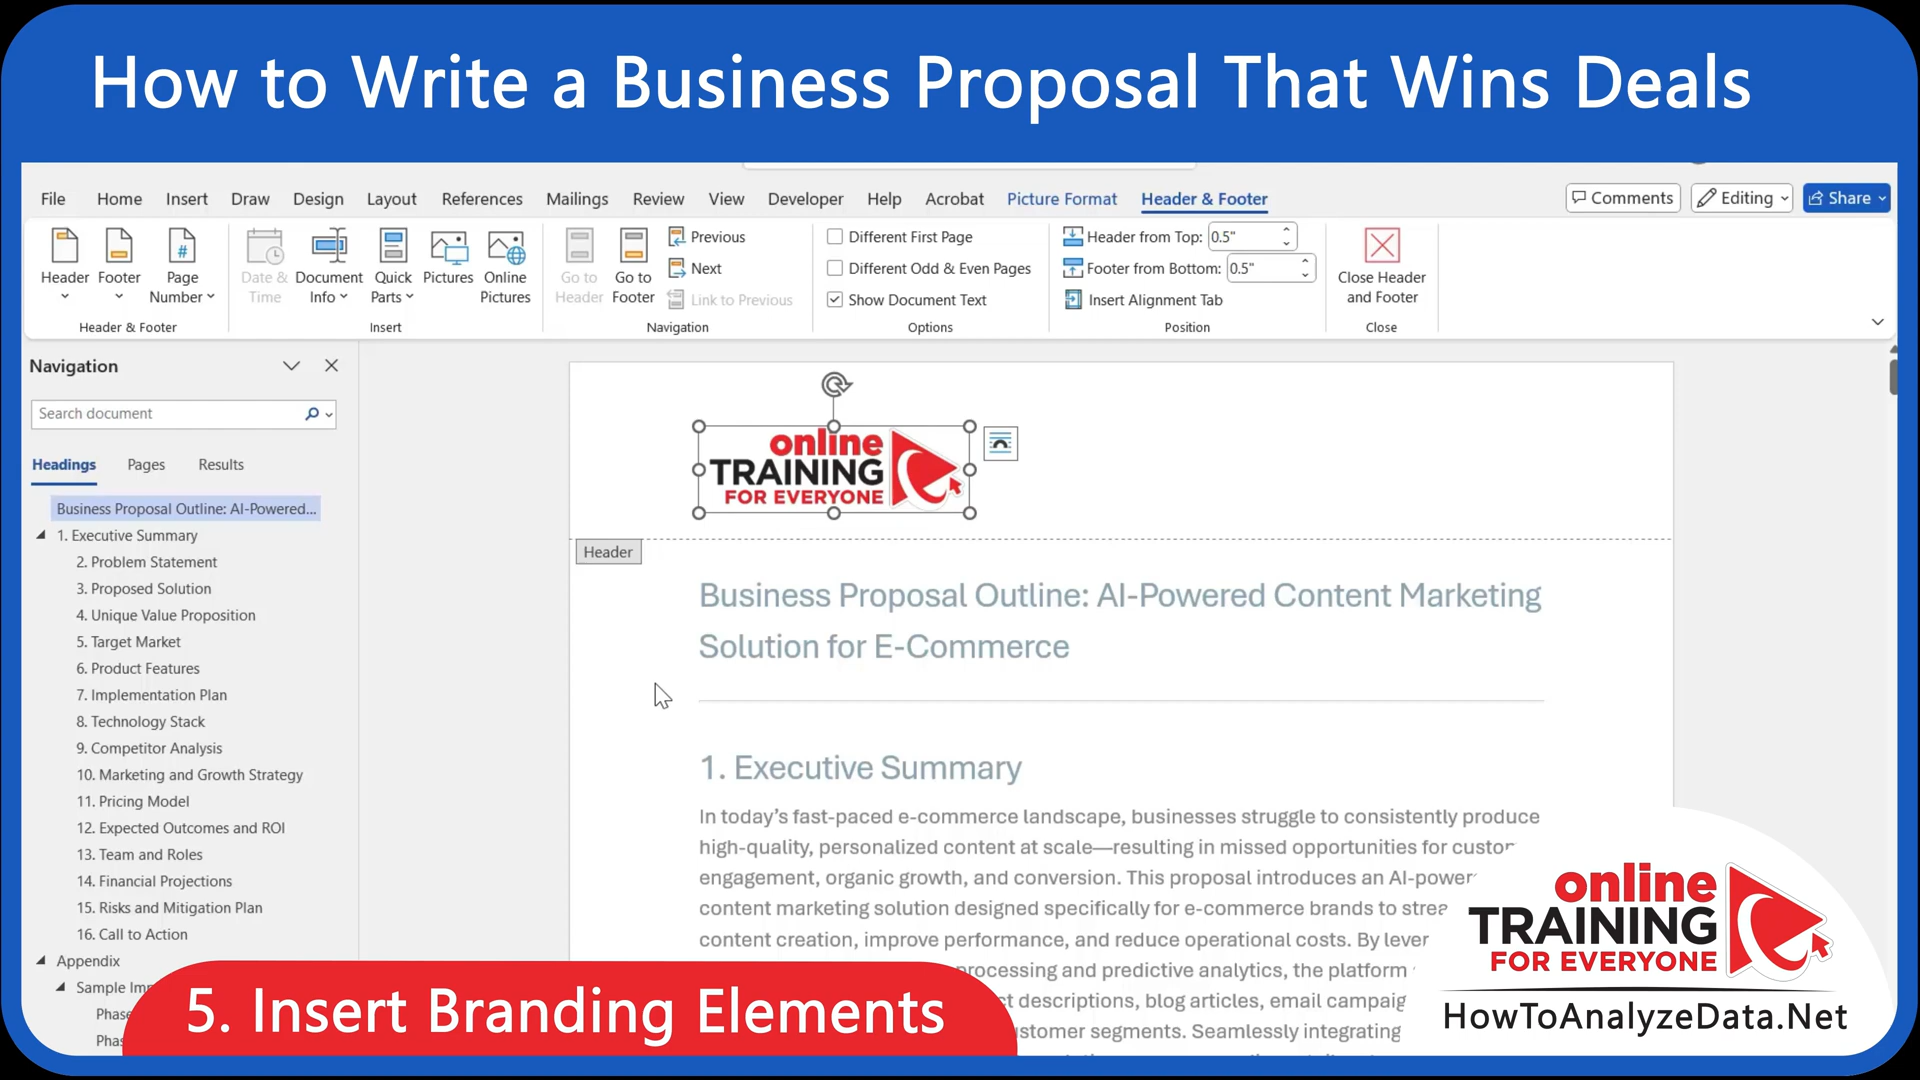 How to Write a Business Proposal That Wins Deals
File Home Insert Draw Design Layout References Mailings Review View Developer Help Acrobat Picture Format Header & Footer Comments Editing Share
Header Footer Page Number
Header & Footer
Date & Time Document Info Quick Parts Pictures Online Pictures
Insert
Go to Header Go to Footer Previous Next Link to Previous
Navigation
Different First Page
Different Odd & Even Pages
Show Document Text
Options
Header from Top: 0.5"
Footer from Bottom: 0.5"
Insert Alignment Tab
Position
Close Header and Footer
Close
Navigation
Search document
Headings Pages Results
Business Proposal Outline: AI-Powered...
1. Executive Summary
2. Problem Statement
3. Proposed Solution
4. Unique Value Proposition
5. Target Market
6. Product Features
7. Implementation Plan
8. Technology Stack
9. Competitor Analysis
10. Marketing and Growth Strategy
11. Pricing Model
12. Expected Outcomes and ROI
13. Team and Roles
14. Financial Projections
15. Risks and Mitigation Plan
16. Call to Action
Appendix
Sample
online
TRAINING
FOR EVERYONE
Header
Business Proposal Outline: AI-Powered Content Marketing
Solution for E-Commerce
1. Executive Summary
In today's fast-paced e-commerce landscape, businesses struggle to consistently produce
high-quality, personalized content at scale—resulting in missed opportunities for
engagement, organic growth, and conversion. This proposal introduces an
content marketing solution designed specifically for e-commerce brands to
content creation, improve performance, and reduce operational costs. By
processing and predictive analytics, the platform
descriptions, blog articles, email
segments. Seamlessly integrating
5. Insert Branding Elements
online
TRAINING
FOR EVERYONE
HowToAnalyzeData.Net